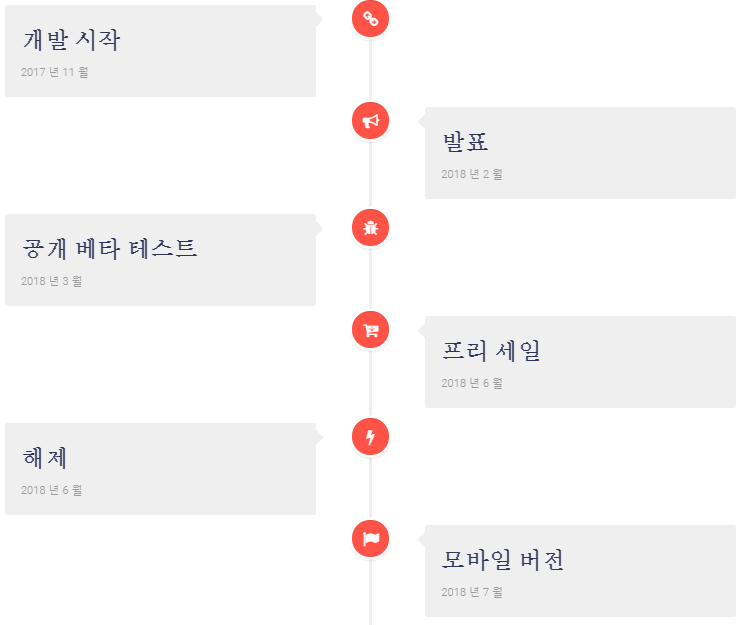 개발 시작
2017 년 11 월
발표
2018 년 2 월
공개 베타 테스트
2018 년 3 월
프리 세일
2018 년 6 월
해제
2018 년 6 월
모바일 버전
2018 년 7 월